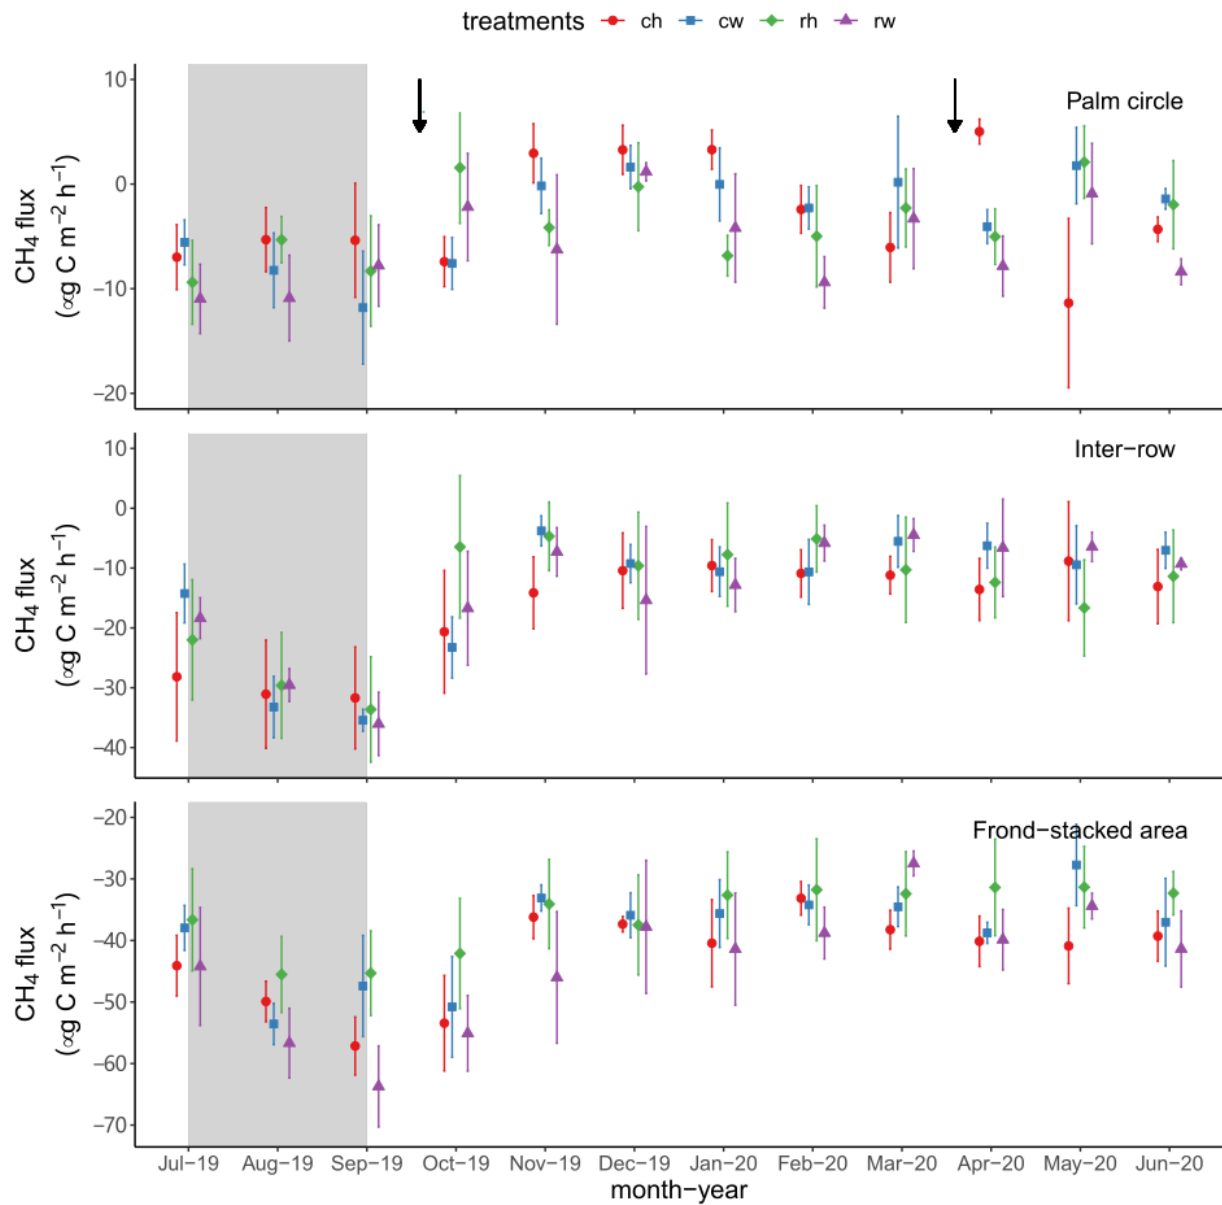 treatments ch cw rh rw
Palm circle
CH₄ flux
(∝g C m⁻² h⁻¹)
10
0
−10
−20
Inter−row
CH₄ flux
(∝g C m⁻² h⁻¹)
10
0
−10
−20
−30
−40
Frond−stacked area
CH₄ flux
(∝g C m⁻² h⁻¹)
−20
−30
−40
−50
−60
−70
Jul−19 Aug−19 Sep−19 Oct−19 Nov−19 Dec−19 Jan−20 Feb−20 Mar−20 Apr−20 May−20 Jun−20
month−year